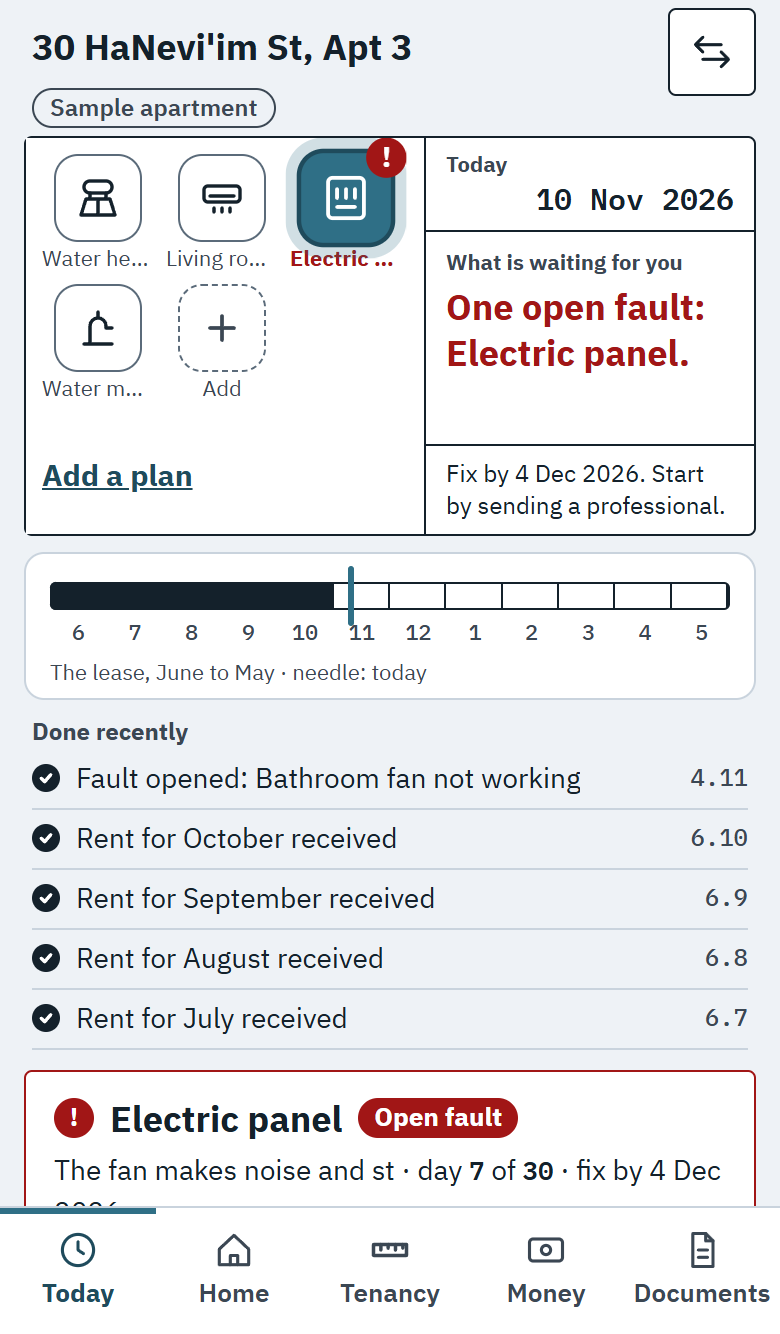 30 HaNevi'im St, Apt 3
Sample apartment
Water he...
Living ro...
!
Electric ...
Water m...
Add
Add a plan
Today
10 Nov 2026
What is waiting for you
One open fault:
Electric panel.
Fix by 4 Dec 2026. Start
by sending a professional.
6 7 8 9 10 11 12 1 2 3 4 5
The lease, June to May · needle: today
Done recently
Fault opened: Bathroom fan not working 4.11
Rent for October received 6.10
Rent for September received 6.9
Rent for August received 6.8
Rent for July received 6.7
! Electric panel Open fault
The fan makes noise and st · day 7 of 30 · fix by 4 Dec
Today Home Tenancy Money Documents